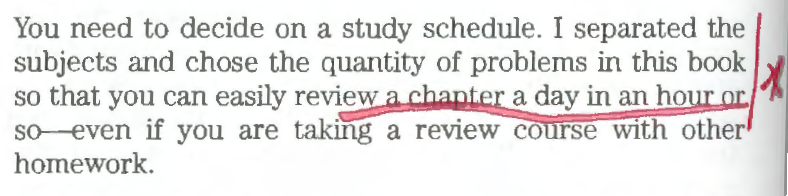 You need to decide on a study schedule. I separated the
subjects and chose the quantity of problems in this book
so that you can easily review a chapter a day in an hour or
so—even if you are taking a review course with other
homework.